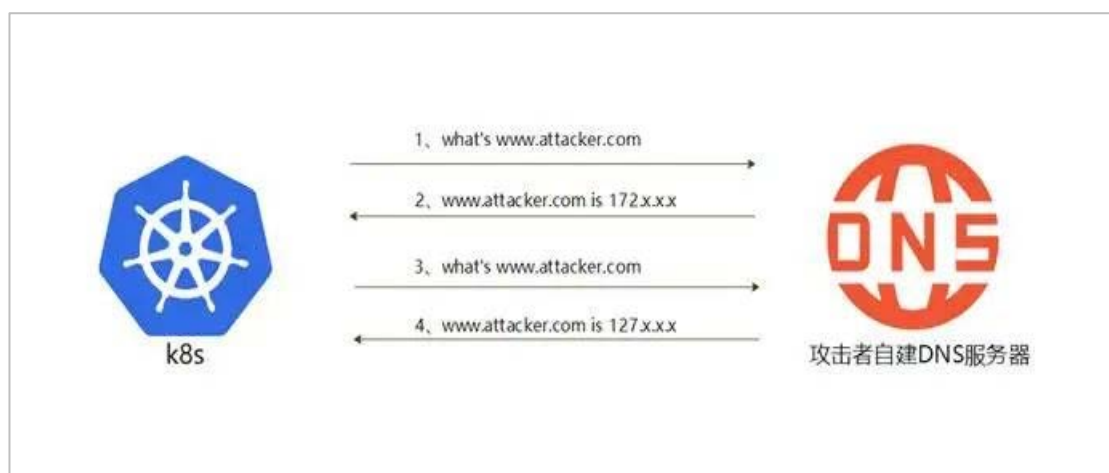 1、what's www.attacker.com
2、www.attacker.com is 172.x.x.x
DNS
3、what's www.attacker.com
4、www.attacker.com is 127.x.x.x
k8s
攻击者自建DNS服务器